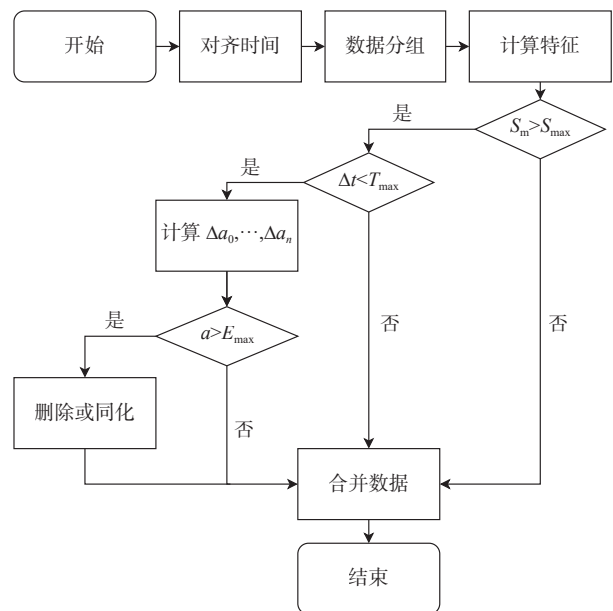 开始
对齐时间
数据分组
计算特征
Sm>Smax
是
Δt<Tmax
是
计算 Δa0,···,Δan
a>Emax
是
否
否
否
删除或同化
合并数据
结束